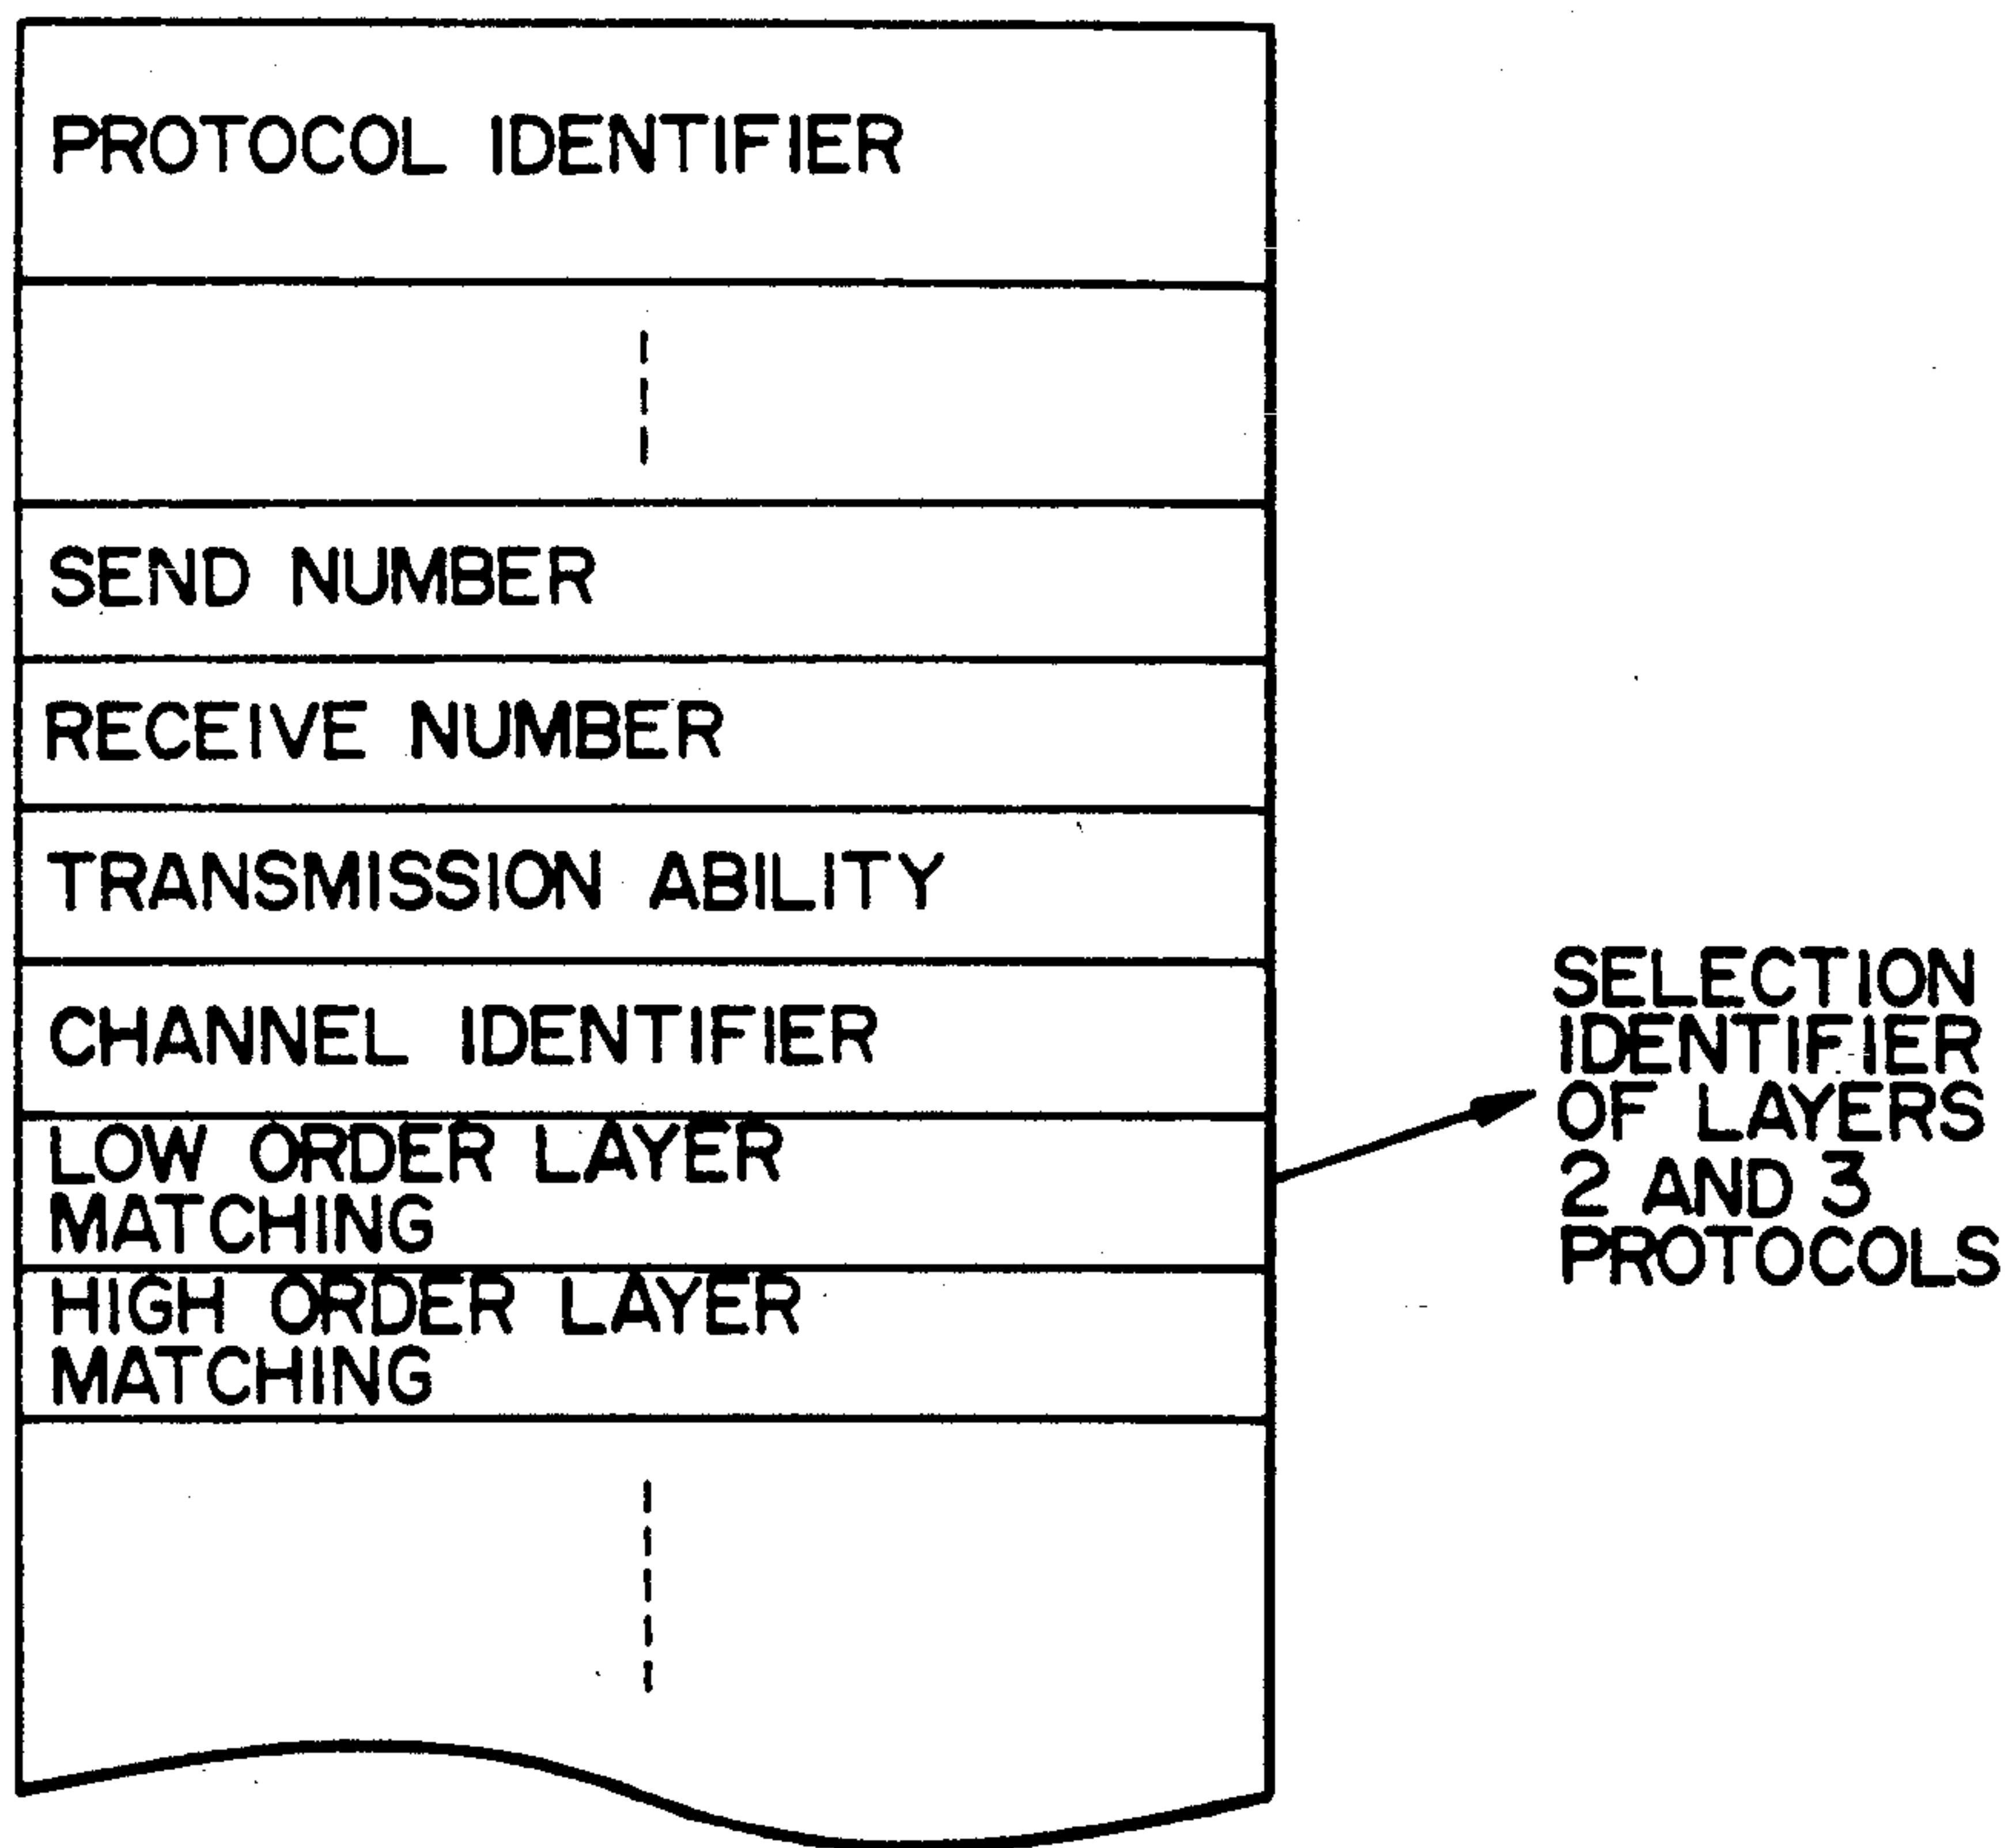 PROTOCOL IDENTIFIER
SEND NUMBER
RECEIVE NUMBER
TRANSMISSION ABILITY
CHANNEL IDENTIFIER
LOW ORDER LAYER
MATCHING
HIGH ORDER LAYER
MATCHING
SELECTION
IDENTIFIER
OF LAYERS
2 AND 3
PROTOCOLS